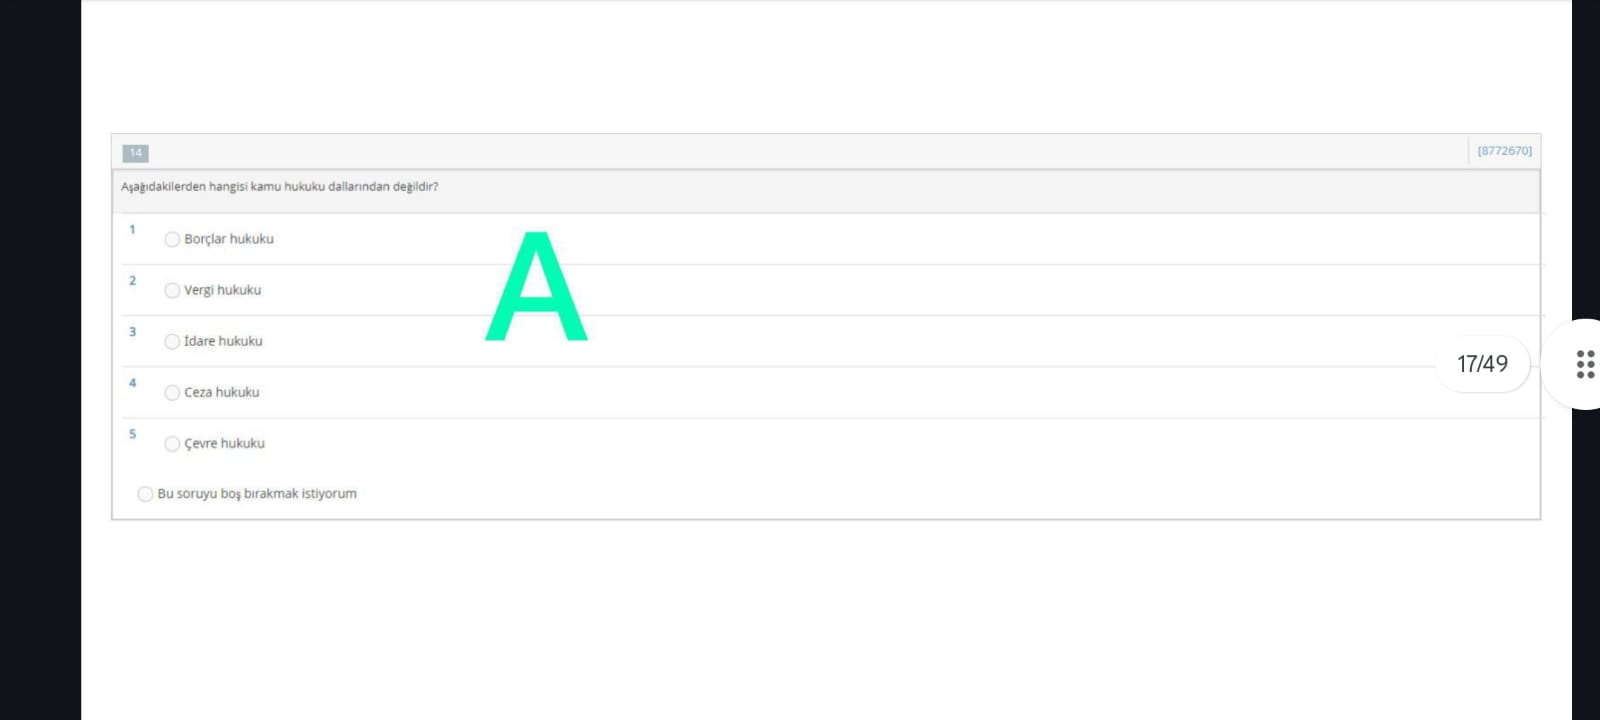 14
[8772670]
Aşağıdakilerden hangisi kamu hukuku dallarından değildir?
1
Borçlar hukuku
2
Vergi hukuku
3
İdare hukuku
4
Ceza hukuku
5
Çevre hukuku
Bu soruyu boş bırakmak istiyorum
A
17/49